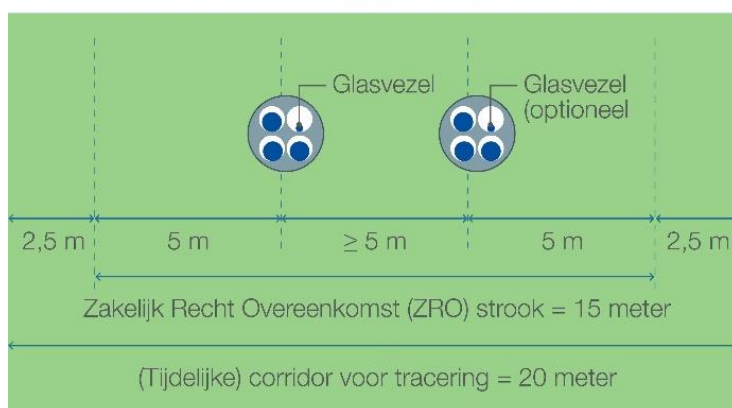 Glasvezel
Glasvezel
(optioneel
2,5 m
5 m
≥ 5 m
5 m
2,5 m
Zakelijk Recht Overeenkomst (ZRO) strook = 15 meter
(Tijdelijke) corridor voor tracering = 20 meter